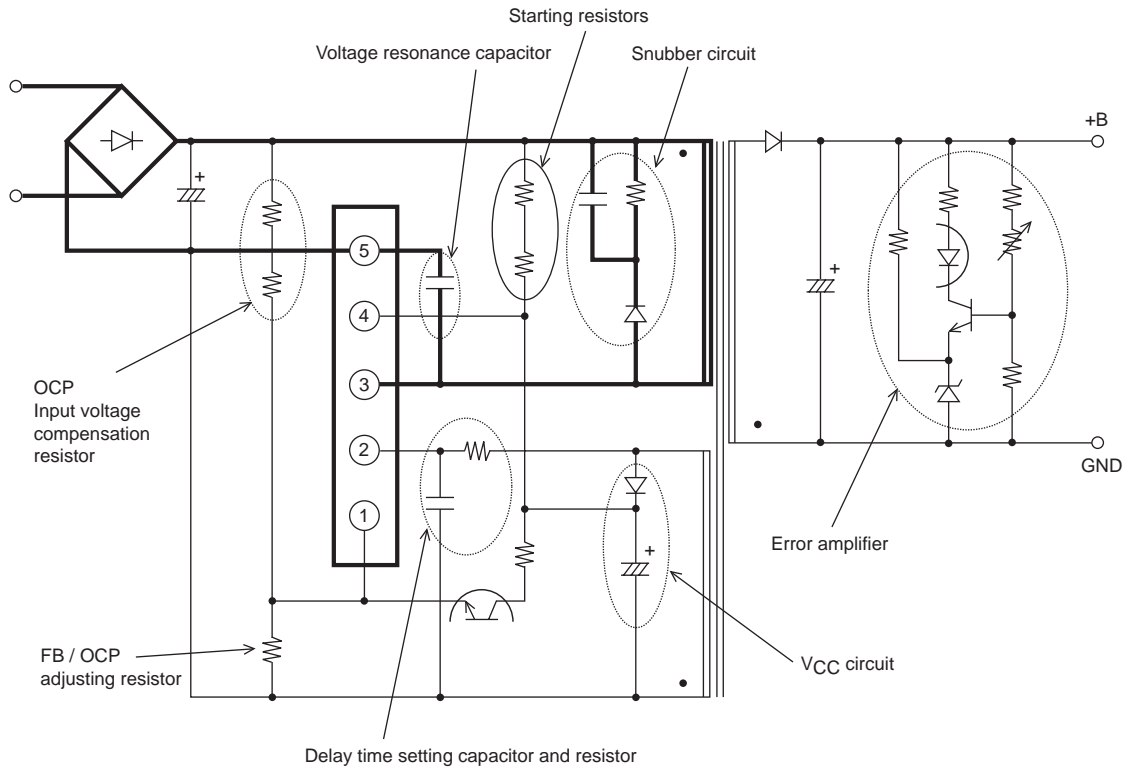 Starting resistors
Voltage resonance capacitor
Snubber circuit
+B
+
5
+
4
3
OCP
Input voltage
compensation
resistor
2
GND
1
Error amplifier
+
FB / OCP
adjusting resistor
VCC circuit
Delay time setting capacitor and resistor